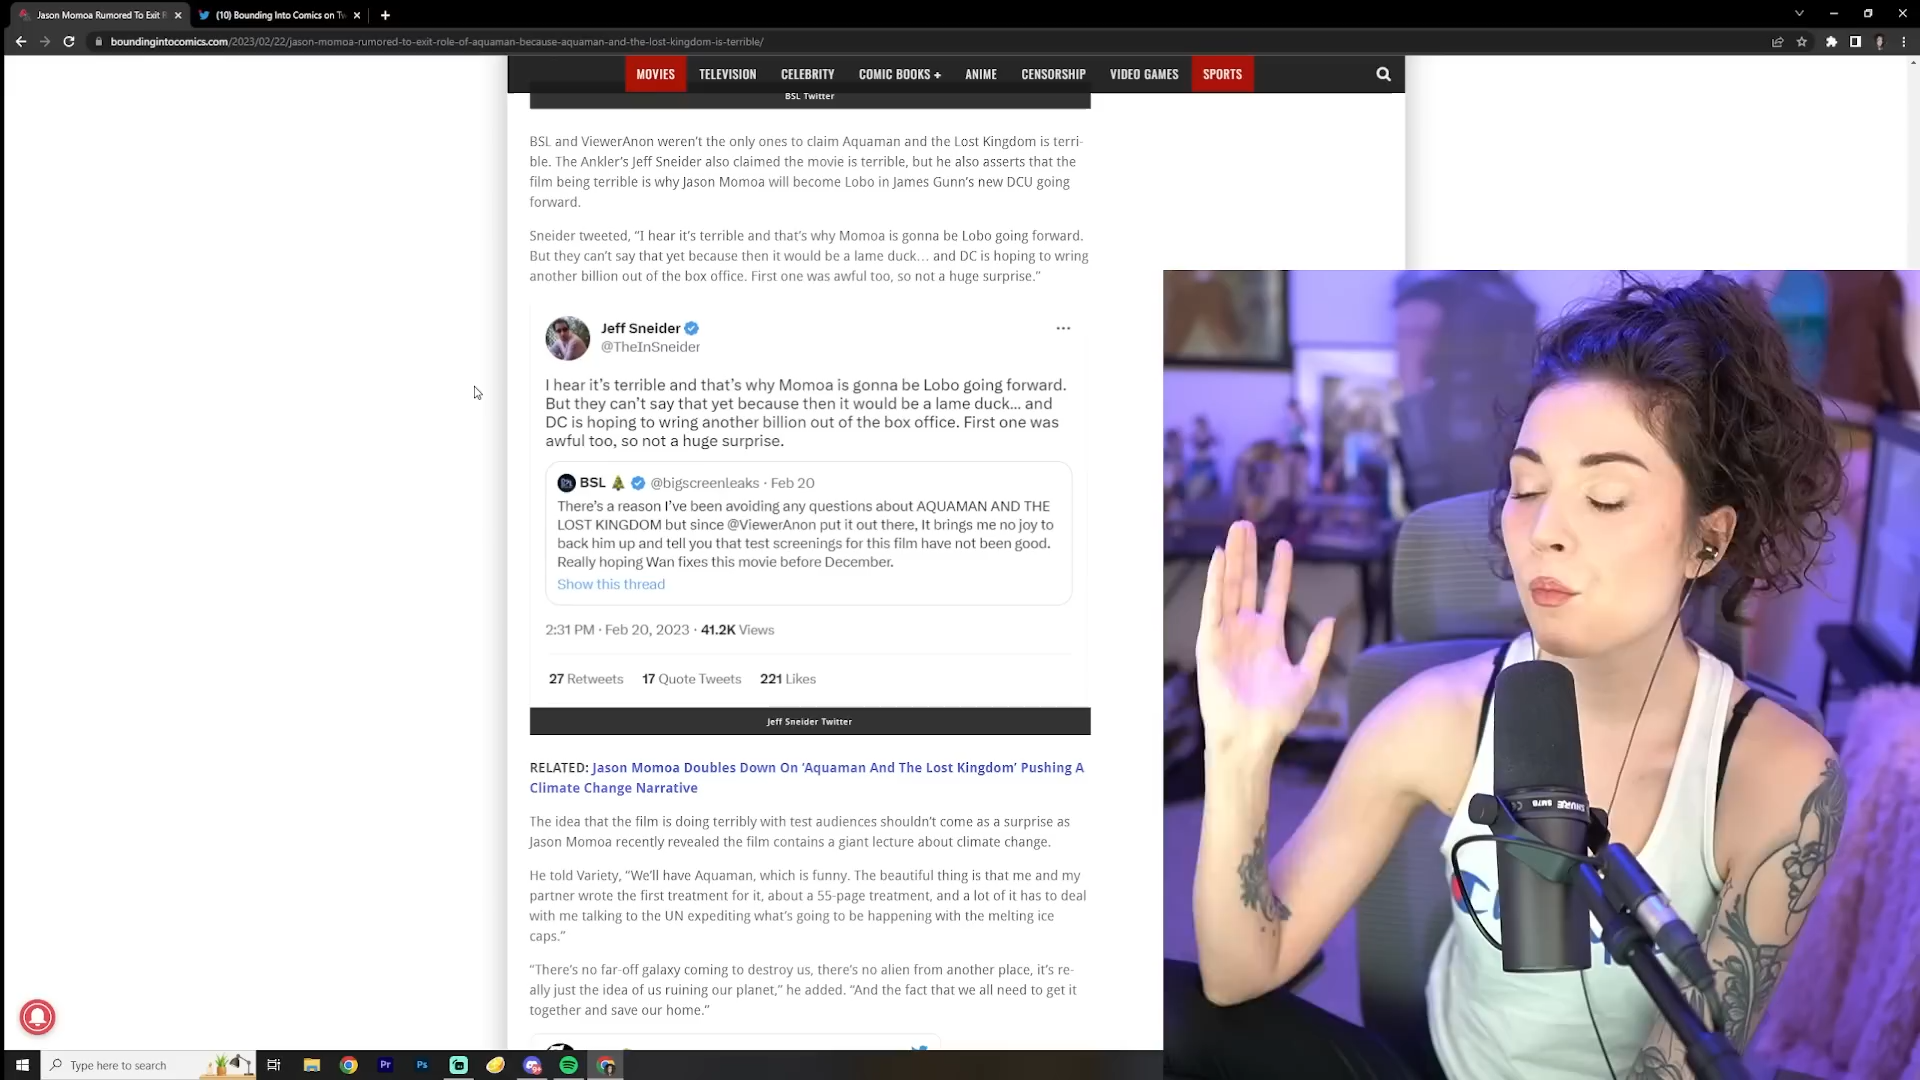 Jason Momoa Rumored To Exit R
(10) Bounding Into Comics on Tw
boundingintocomics.com/2023/02/22/jason-momoa-rumored-to-exit-role-of-aquaman-because-aquaman-and-the-lost-kingdom-is-terrible/
MOVIES TELEVISION CELEBRITY COMIC BOOKS + ANIME CENSORSHIP VIDEO GAMES SPORTS
BSL Twitter
BSL and ViewerAnon weren't the only ones to claim Aquaman and the Lost Kingdom is terri-
ble. The Ankler's Jeff Sneider also claimed the movie is terrible, but he also asserts that the
film being terrible is why Jason Momoa will become Lobo in James Gunn's new DCU going
forward.
Sneider tweeted, “I hear it's terrible and that's why Momoa is gonna be Lobo going forward.
But they can't say that yet because then it would be a lame duck… and DC is hoping to wring
another billion out of the box office. First one was awful too, so not a huge surprise.”
Jeff Sneider
@TheInSneider
I hear it's terrible and that's why Momoa is gonna be Lobo going forward.
But they can't say that yet because then it would be a lame duck... and
DC is hoping to wring another billion out of the box office. First one was
awful too, so not a huge surprise.
BSL @bigscreenleaks · Feb 20
There's a reason I've been avoiding any questions about AQUAMAN AND THE
LOST KINGDOM but since @ViewerAnon put it out there, It brings me no joy to
back him up and tell you that test screenings for this film have not been good.
Really hoping Wan fixes this movie before December.
Show this thread
2:31 PM · Feb 20, 2023 · 41.2K Views
27 Retweets 17 Quote Tweets 221 Likes
Jeff Sneider Twitter
RELATED: Jason Momoa Doubles Down On ‘Aquaman And The Lost Kingdom’ Pushing A
Climate Change Narrative
The idea that the film is doing terribly with test audiences shouldn't come as a surprise as
Jason Momoa recently revealed the film contains a giant lecture about climate change.
He told Variety, “We'll have Aquaman, which is funny. The beautiful thing is that me and my
partner wrote the first treatment for it, about a 55-page treatment, and a lot of it has to deal
with me talking to the UN expediting what's going to be happening with the melting ice
caps.”
“There's no far-off galaxy coming to destroy us, there's no alien from another place, it's re-
ally just the idea of us ruining our planet,” he added. “And the fact that we all need to get it
together and save our home.”
SHURE SM7B
Type here to search
Pr
Ps